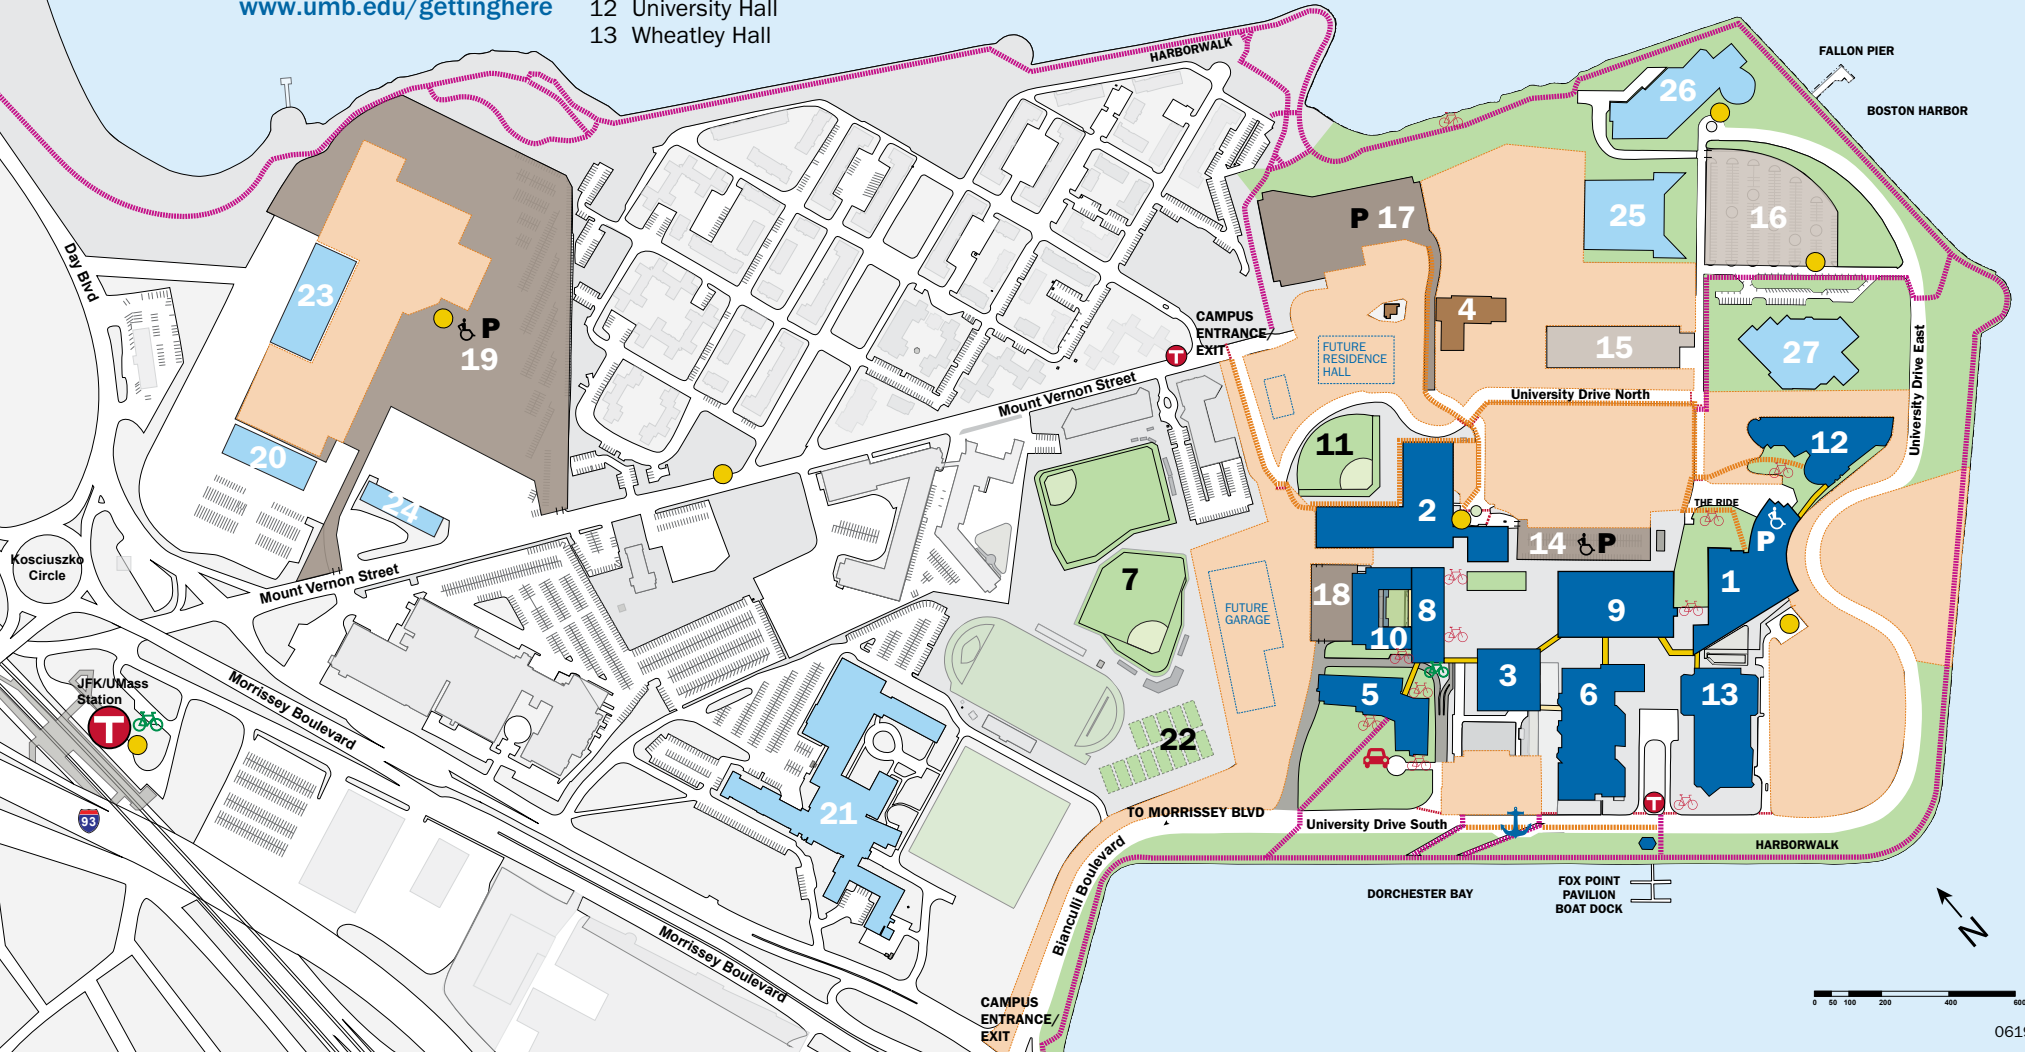 www.umb.edu/gettinghere
12 University Hall
13 Wheatley Hall
HARBORWALK
FALLON PIER
BOSTON HARBOR
26
25
16
P 17
4
15
27
CAMPUS
ENTRANCE/
EXIT
T
FUTURE
RESIDENCE
HALL
Day Blvd
23
P
19
20
24
Mount Vernon Street
University Drive North
University Drive East
11
12
2
THE RIDE
14 P
P
1
Kosciuszko
Circle
Mount Vernon Street
7
FUTURE
GARAGE
18
8
10
9
3
5
6
13
JFK/UMass
Station
T
Morrissey Boulevard
22
21
93
T
TO MORRISSEY BLVD
University Drive South
HARBORWALK
Bianculli Boulevard
DORCHESTER BAY
FOX POINT
PAVILION
BOAT DOCK
N
Morrissey Boulevard
CAMPUS
ENTRANCE/
EXIT
0 50 100 200 400 600
0619